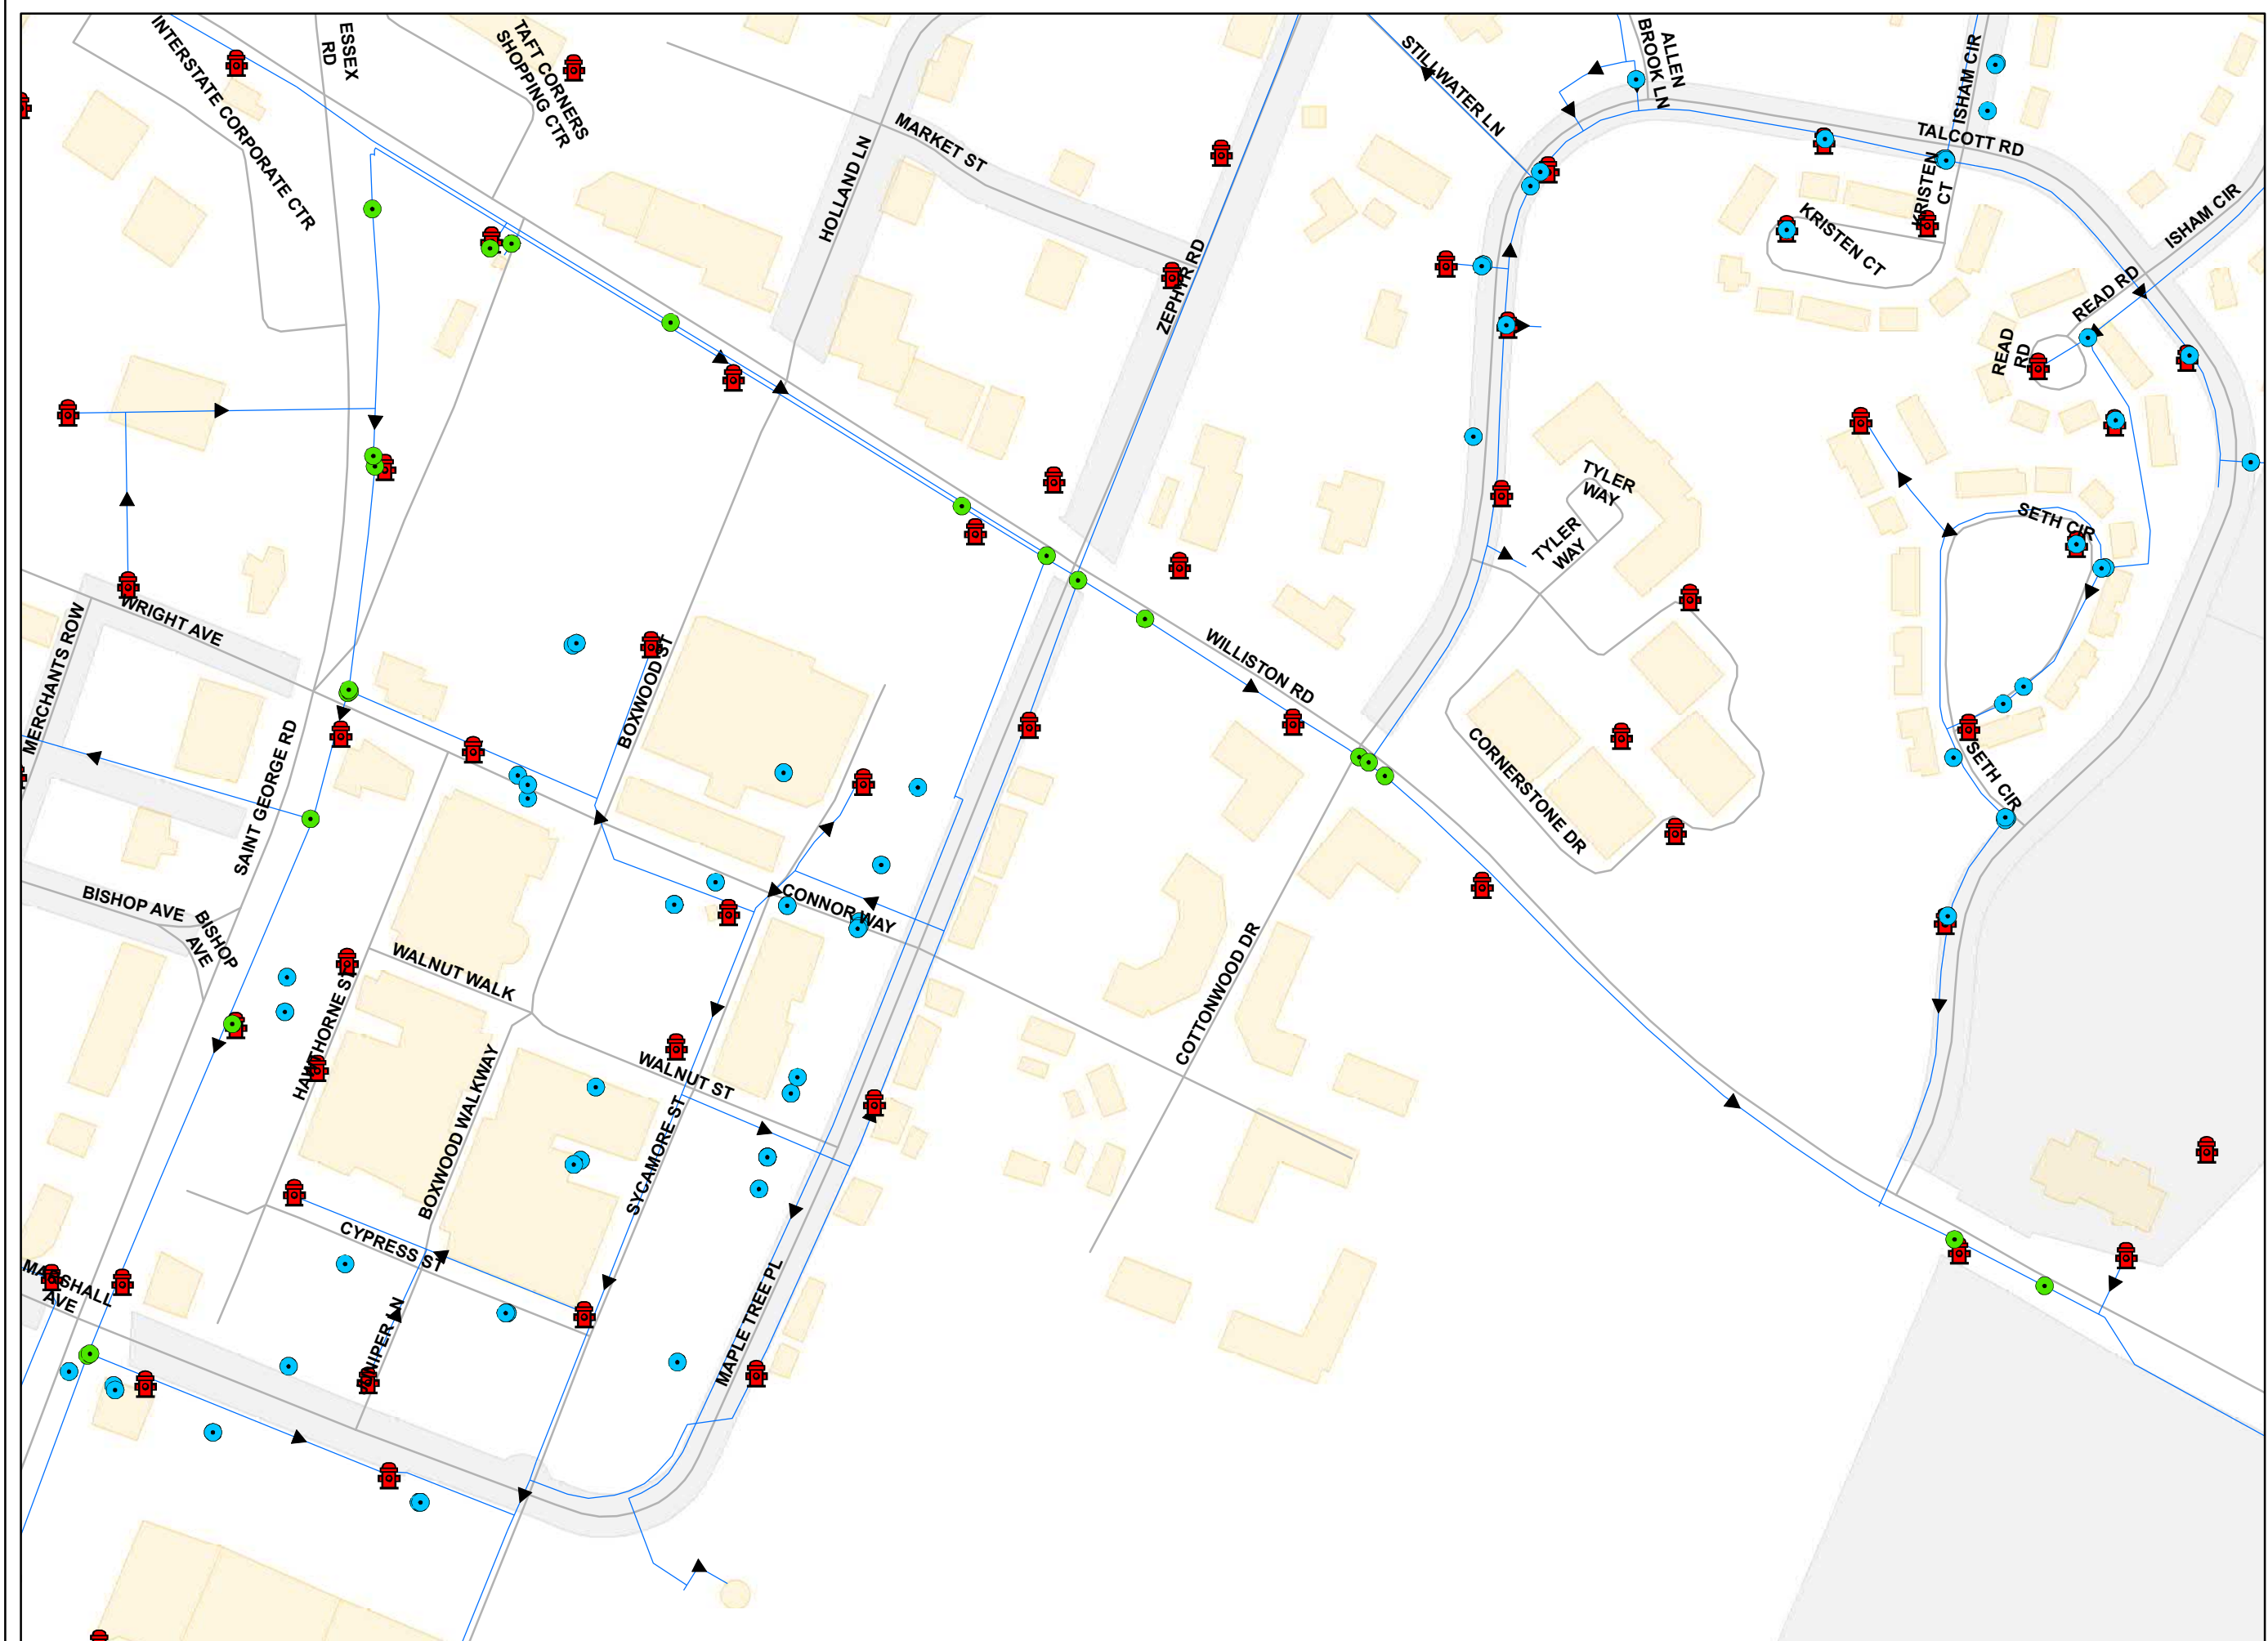 INTERSTATE CORPORATE CTR
ESSEX
RD
TAFT CORNERS
SHOPPING CTR
HOLLAND LN
MARKET ST
ZEPHYR RD
STILLWATER LN
ALLEN
BROOK LN
ISHAM CIR
TALCOTT RD
KRISTEN
CT
KRISTEN CT
ISHAM CIR
READ RD
READ
RD
TYLER
WAY
TYLER
WAY
SETH CIR
SETH CIR
WRIGHT AVE
MERCHANTS ROW
SAINT GEORGE RD
BOXWOOD ST
WILLISTON RD
CORNERSTONE DR
BISHOP AVE
BISHOP
AVE
CONNOR WAY
WALNUT WALK
HAWTHORNE ST
COTTONWOOD DR
WALNUT ST
BOXWOOD WALKWAY
SYCAMORE ST
CYPRESS ST
MARSHALL
AVE
JUNIPER LN
MAPLE TREE PL